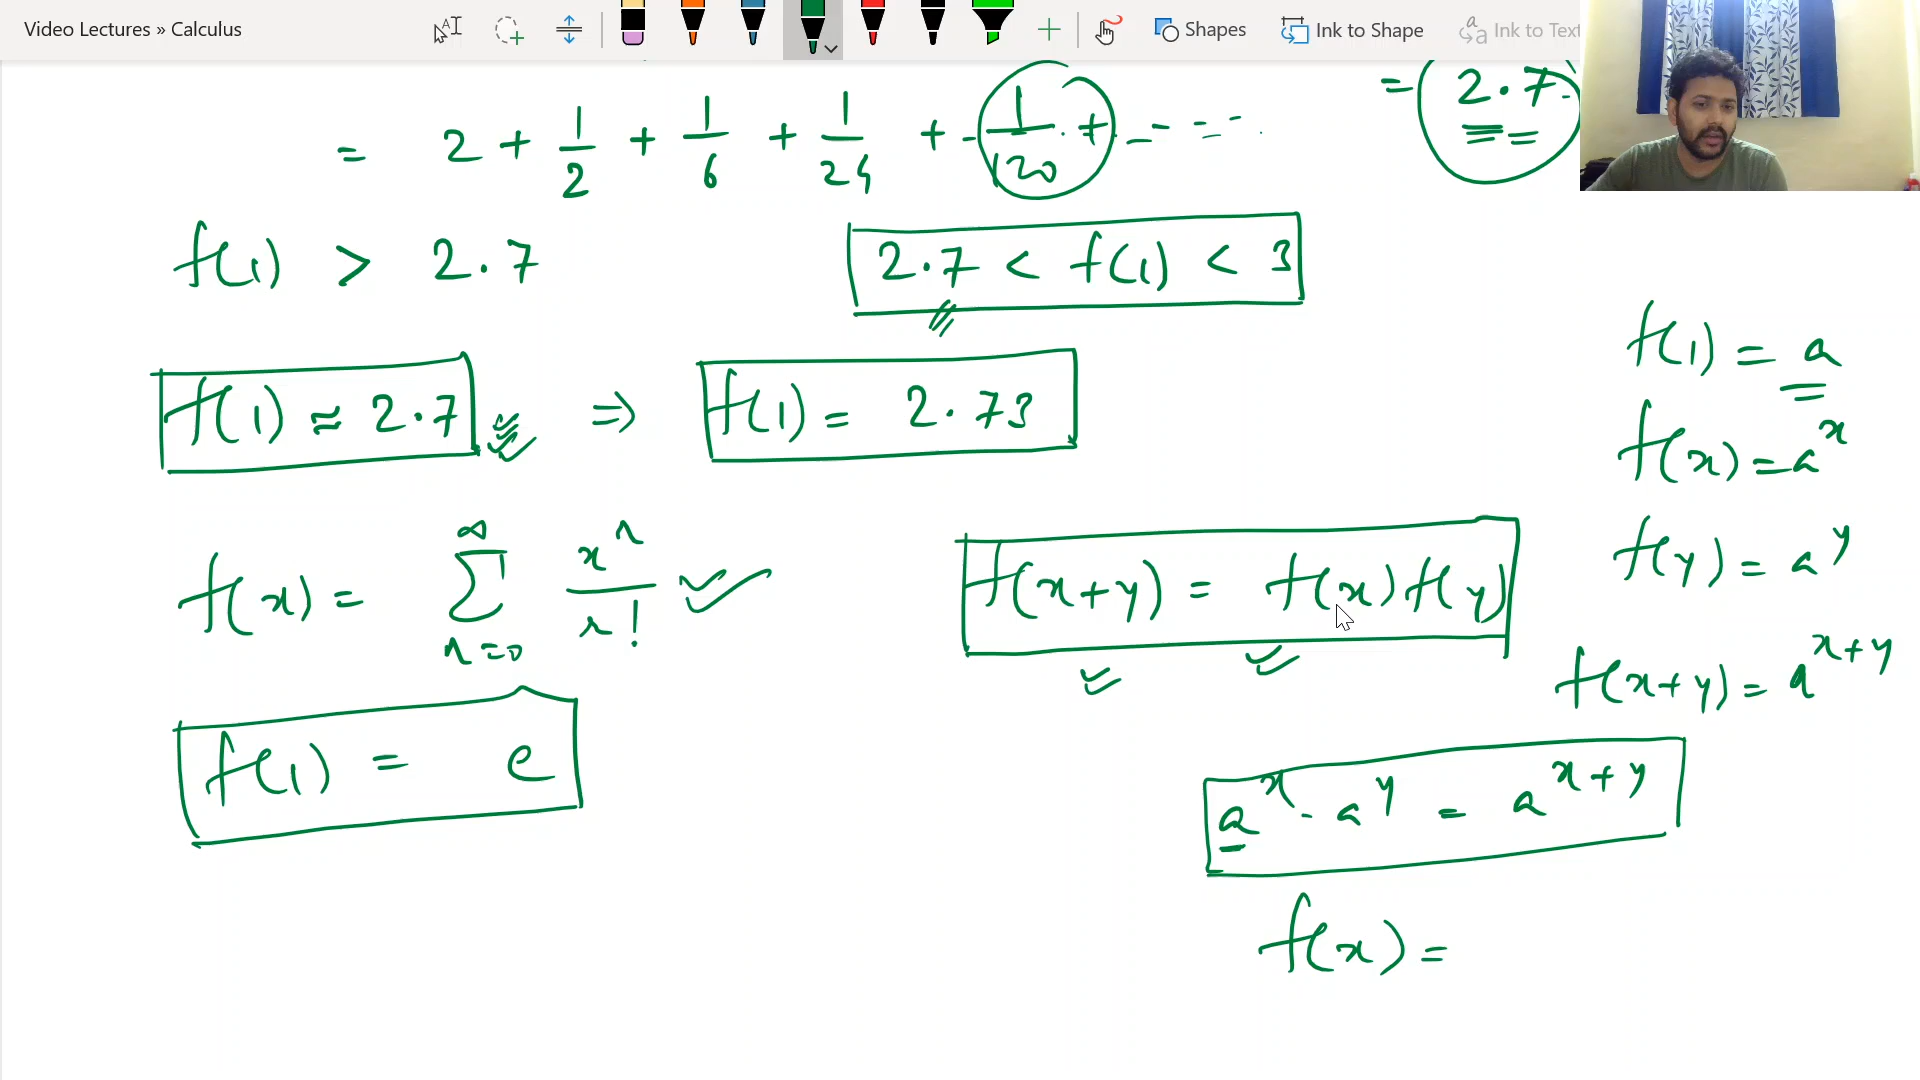 Video Lectures » Calculus
Shapes
Ink to Shape
Ink to Text
= 2 + 1/2 + 1/6 + 1/24 + 1/120 + - - - -
= 2.7
f(1) > 2.7
2.7 < f(1) < 3
f(1) = a
f(1) ≈ 2.7 ⇒ f(1) = 2.73
f(x) = a^x
f(x) = ∑_{r=0}^{∞} x^r / r!
f(x+y) = f(x) f(y)
f(y) = a^y
f(x+y) = a^{x+y}
f(1) = e
a^x · a^y = a^{x+y}
f(x) =